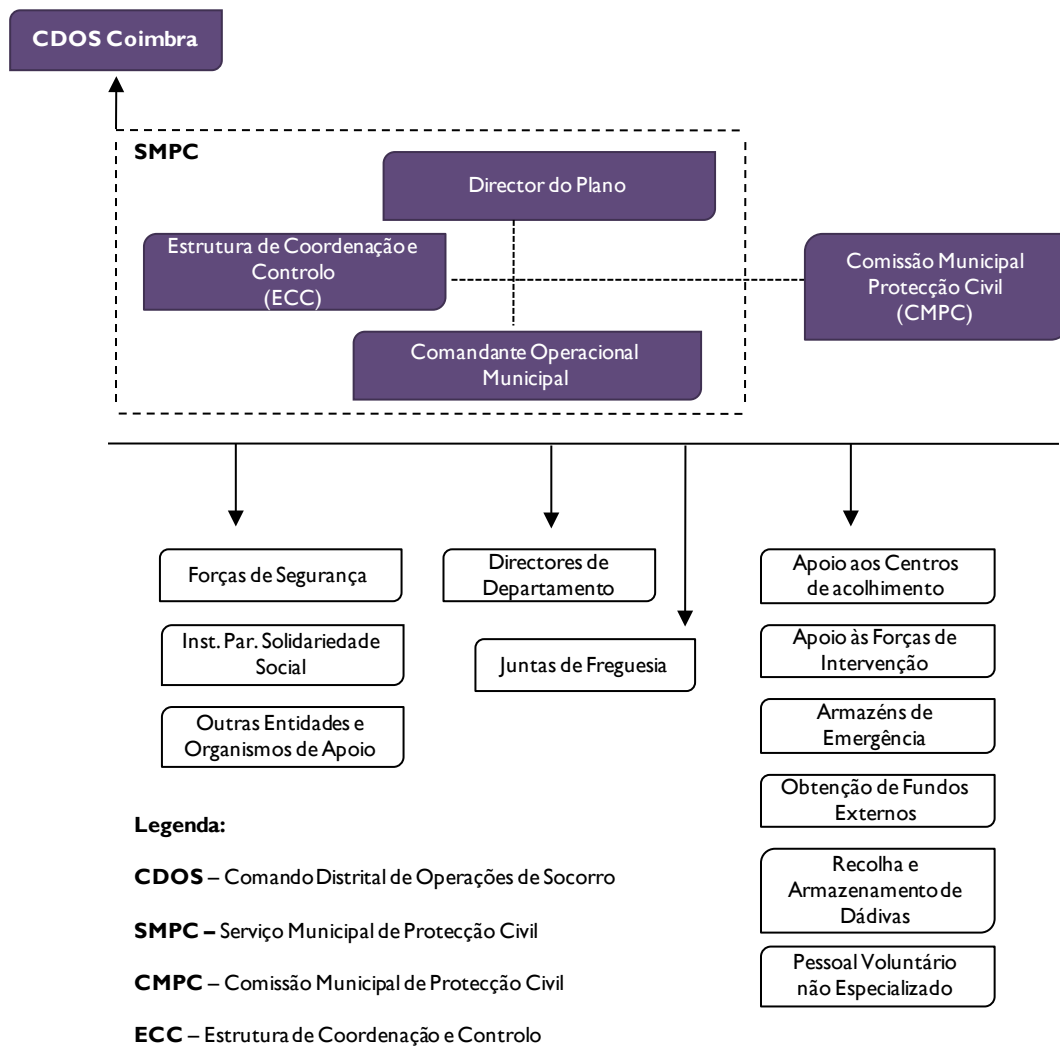 CDOS Coimbra
SMPC
Director do Plano
Estrutura de Coordenação e
Controlo
(ECC)
Comissão Municipal
Protecção Civil
(CMPC)
Comandante Operacional
Municipal
Forças de Segurança
Inst. Par. Solidariedade
Social
Outras Entidades e
Organismos de Apoio
Directores de
Departamento
Juntas de Freguesia
Apoio aos Centros
de acolhimento
Apoio às Forças de
Intervenção
Armazéns de
Emergência
Obtenção de Fundos
Externos
Recolha e
Armazenamento de
Dádivas
Pessoal Voluntário
não Especializado
Legenda:
CDOS – Comando Distrital de Operações de Socorro
SMPC – Serviço Municipal de Protecção Civil
CMPC – Comissão Municipal de Protecção Civil
ECC – Estrutura de Coordenação e Controlo